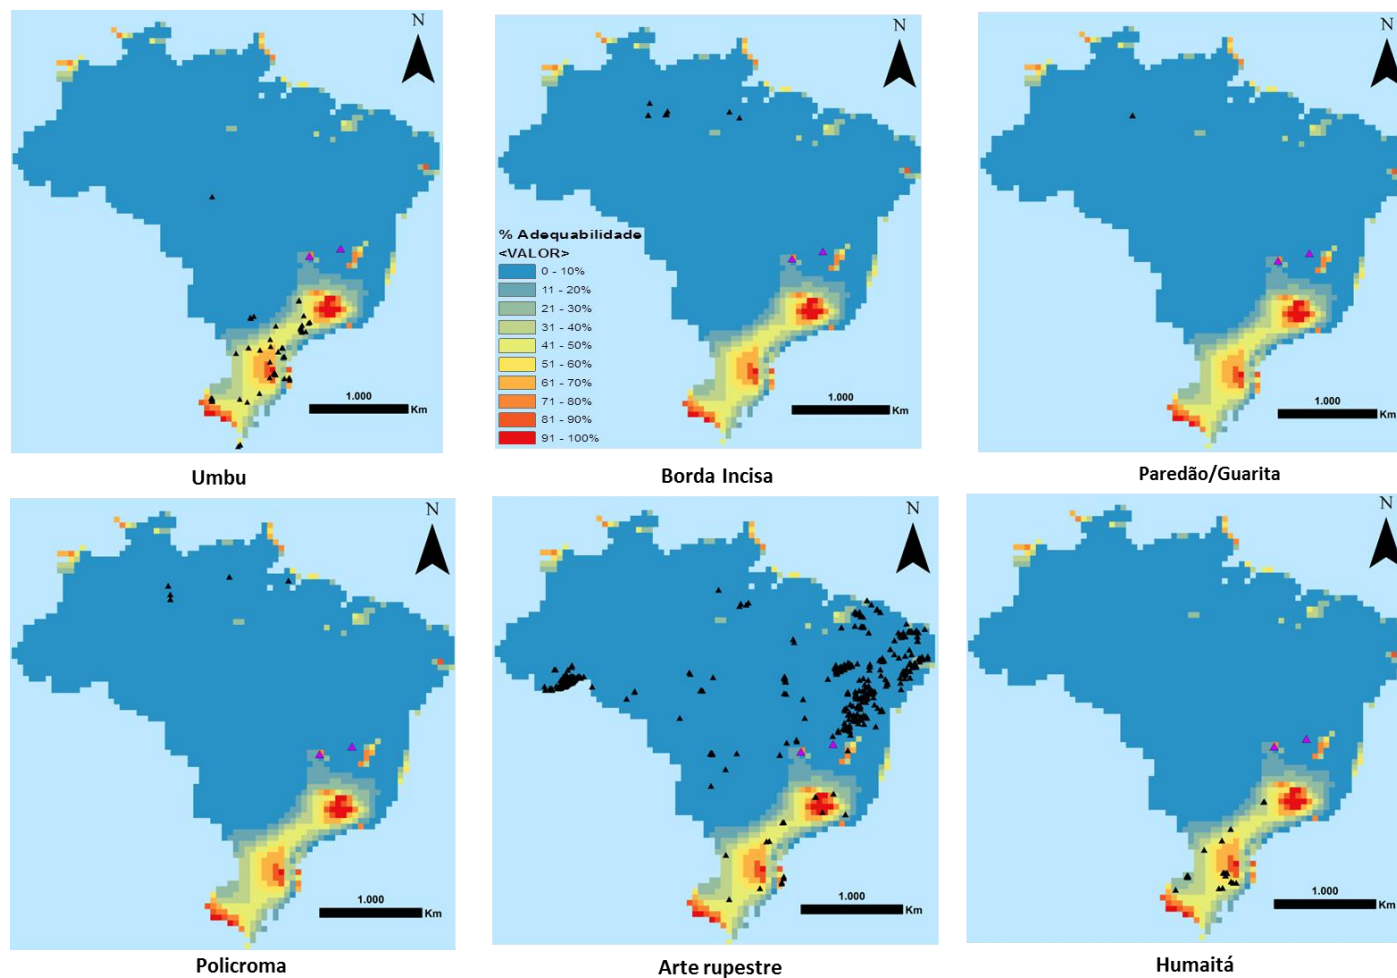 N
N
N
1.000
Km
Umbu
% Adequabilidade
<VALOR>
0 - 10%
11 - 20%
21 - 30%
31 - 40%
41 - 50%
51 - 60%
61 - 70%
71 - 80%
81 - 90%
91 - 100%
1.000
Km
Borda Incisa
1.000
Km
Paredão/Guarita
N
N
N
1.000
Km
Policroma
1.000
Km
Arte rupestre
1.000
Km
Humaitá